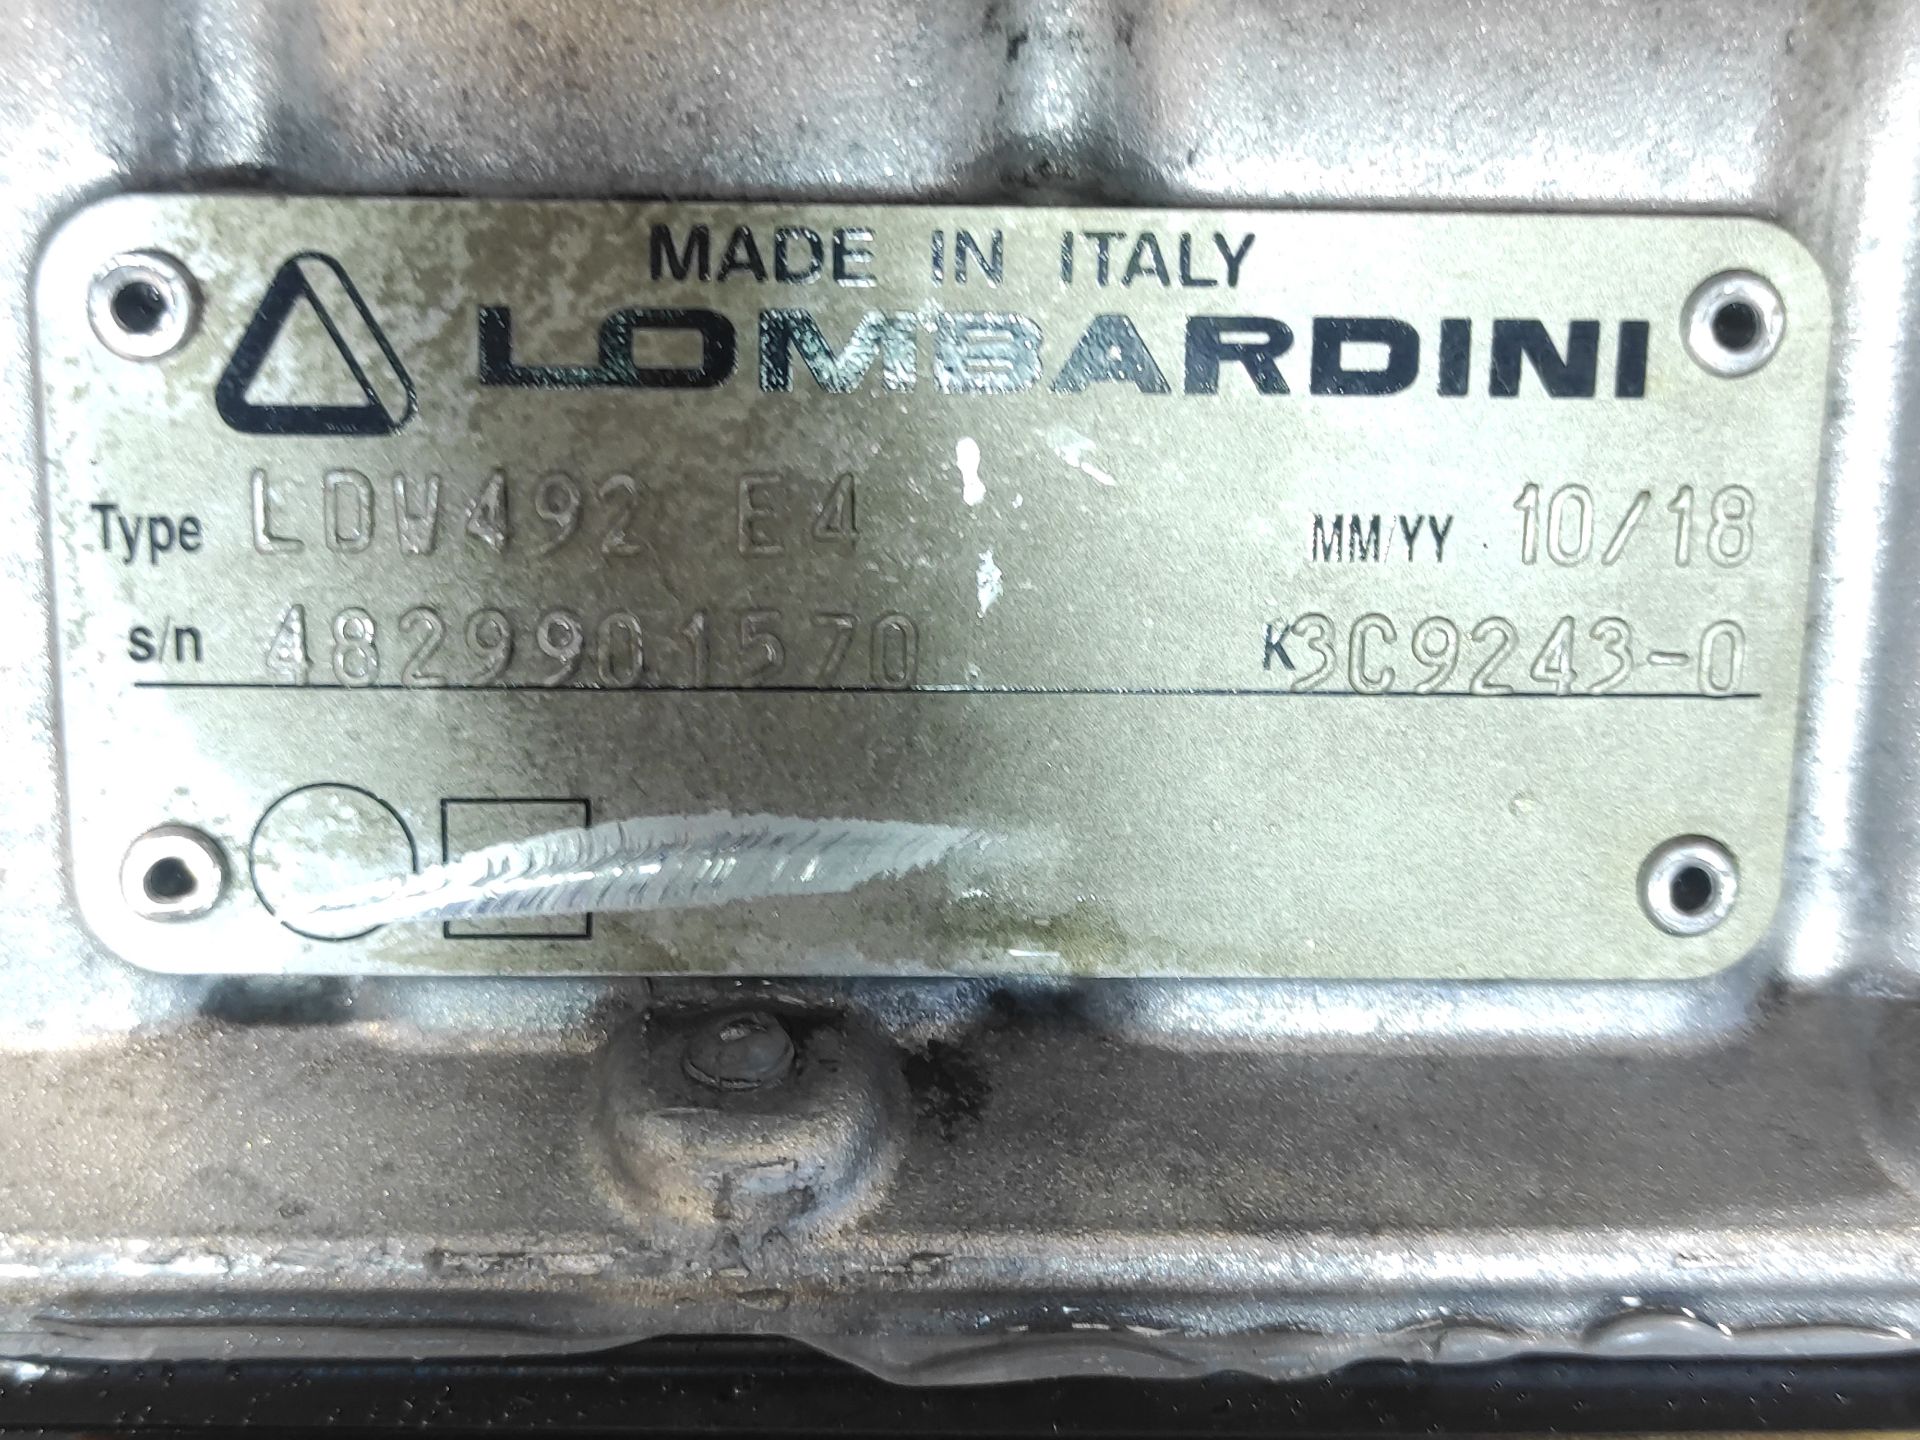 MADE IN ITALY
LOMBARDINI
Type LDW492 E4 MM/YY 10/18
s/n 4829901570 K3C9243-0